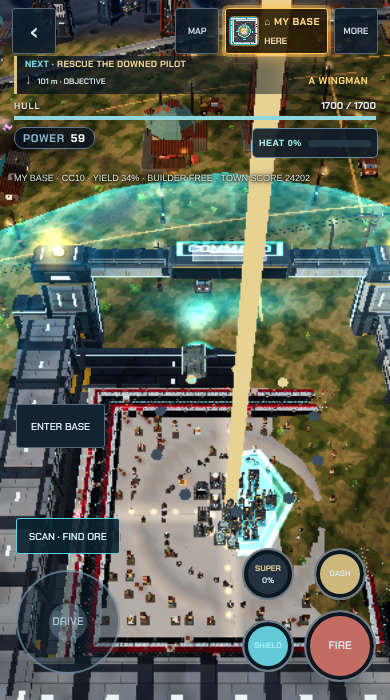 ‹
MAP
⌂ MY BASE
HERE
MORE
NEXT · RESCUE THE DOWNED PILOT
↓ 101 m · OBJECTIVE
A WINGMAN
HULL
1700 / 1700
POWER 59
HEAT 0%
MY BASE · CC10 · YIELD 34% · BUILDER FREE · TOWN SCORE 24202
COMMAND
ENTER BASE
SCAN · FIND ORE
SUPER
0%
DASH
DRIVE
SHIELD
FIRE